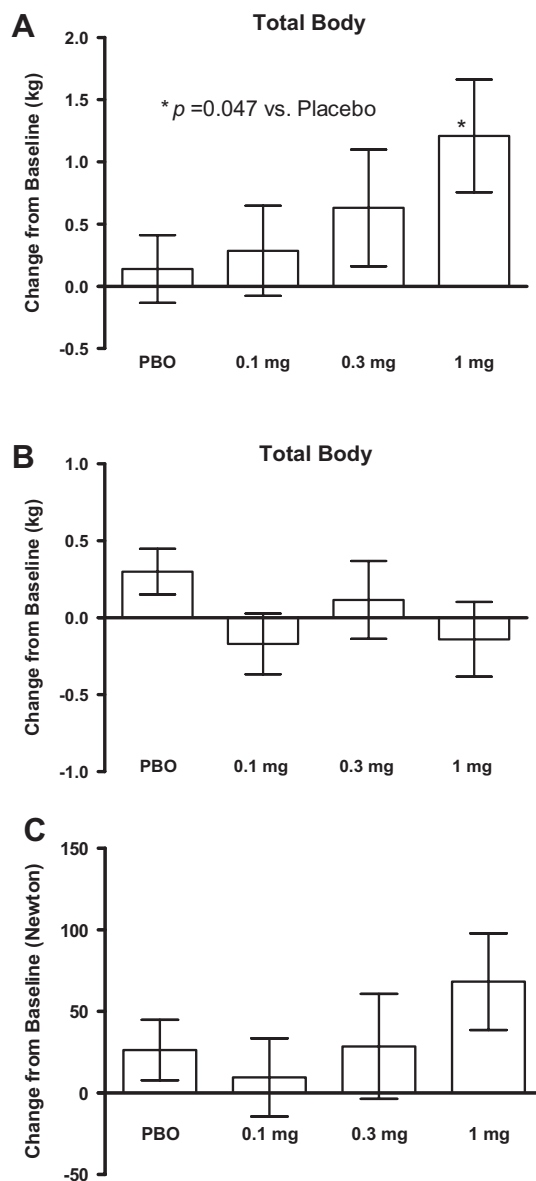 A
Total Body
Change from Baseline (kg)
2.0
1.5
1.0
0.5
0.0
-0.5
* p =0.047 vs. Placebo
*
PBO 0.1 mg 0.3 mg 1 mg
B
Total Body
Change from Baseline (kg)
1.0
0.5
0.0
-0.5
-1.0
PBO 0.1 mg 0.3 mg 1 mg
C
Change from Baseline (Newton)
150
100
50
0
-50
PBO 0.1 mg 0.3 mg 1 mg